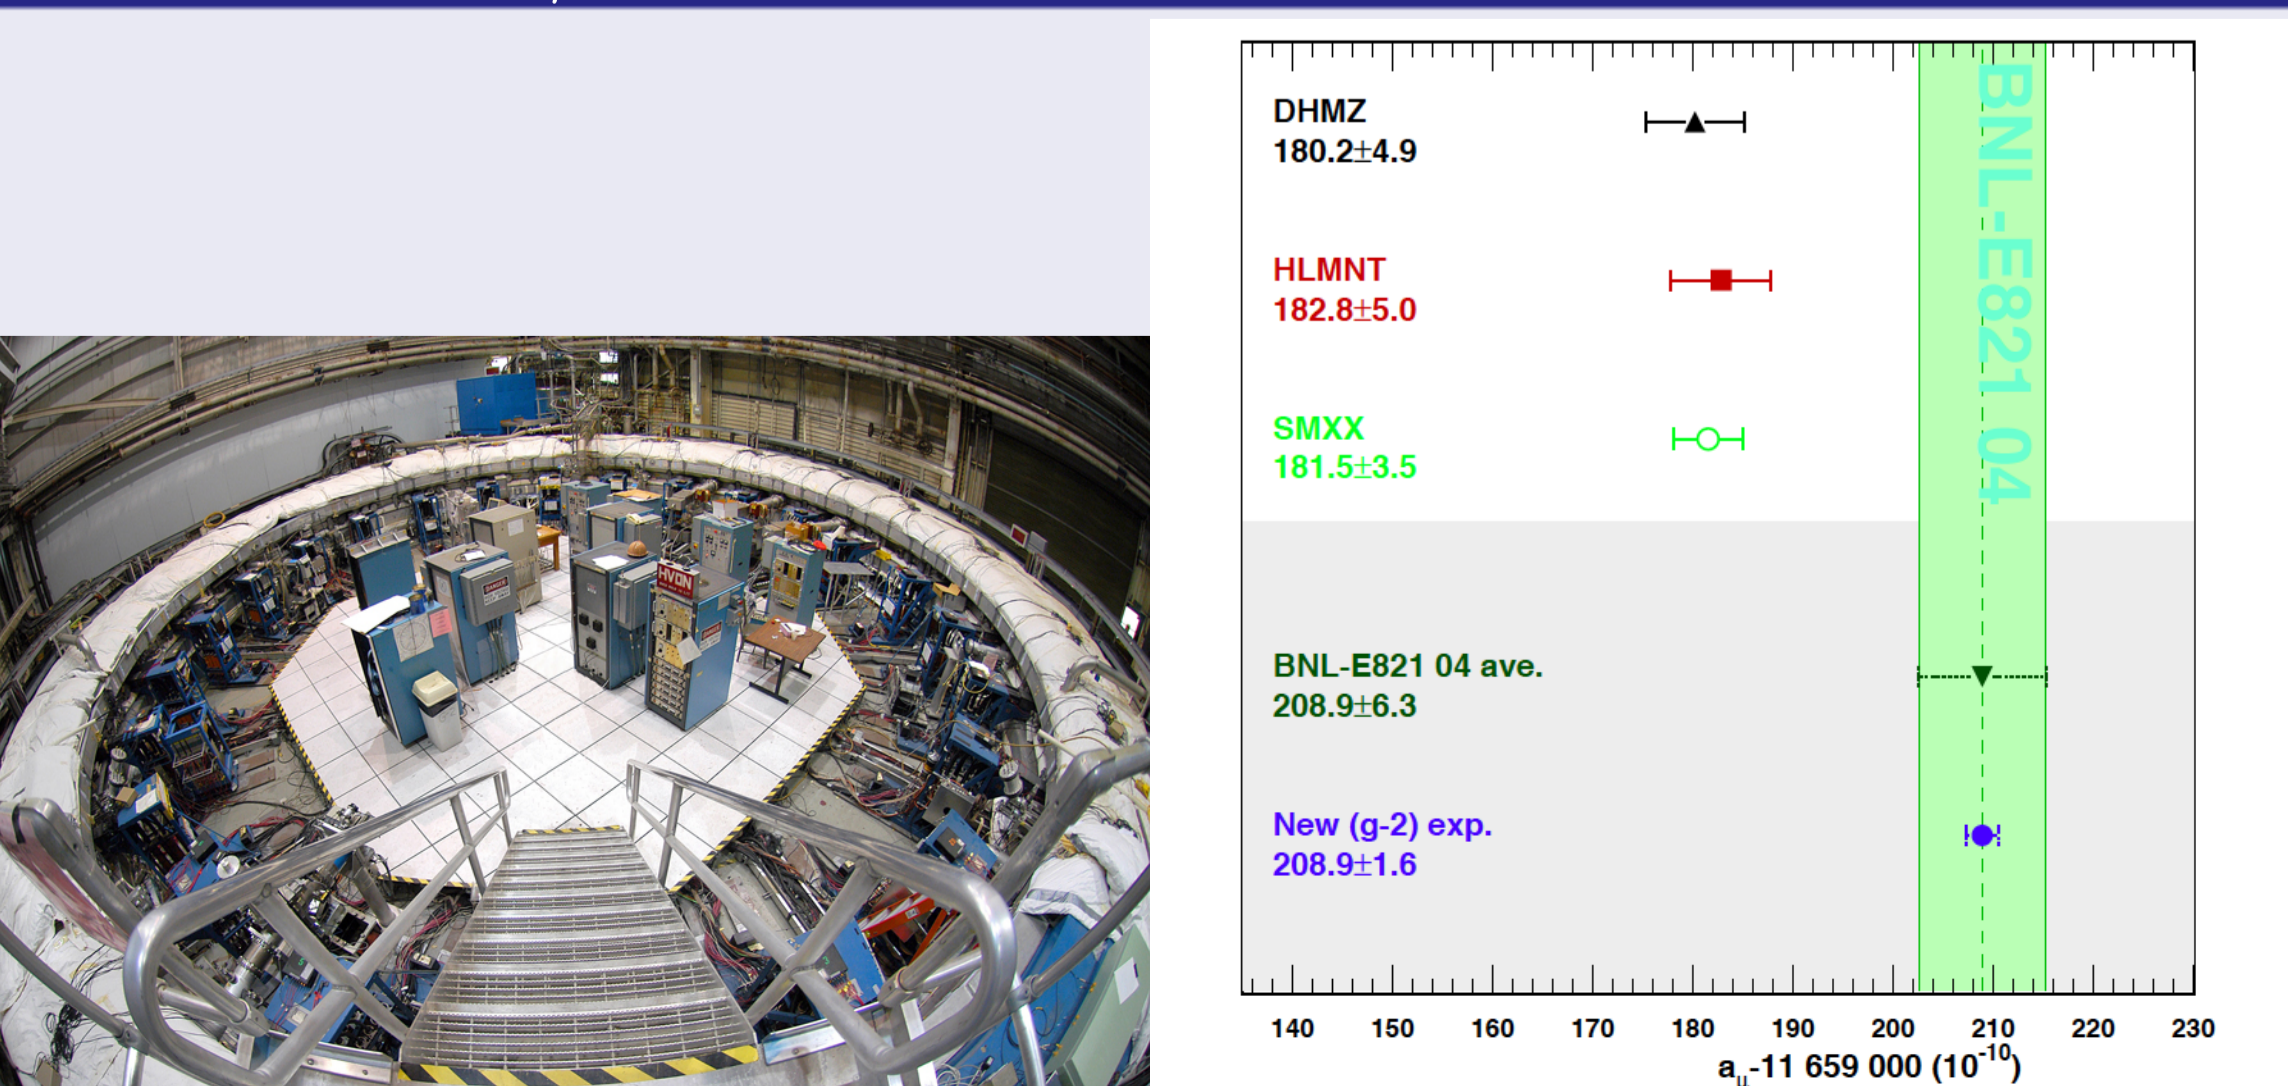 DHMZ
180.2±4.9
HLMNT
182.8±5.0
SMXX
181.5±3.5
BNL-E821 04
BNL-E821 04 ave.
208.9±6.3
New (g-2) exp.
208.9±1.6
140 150 160 170 180 190 200 210 220 230
aμ-11 659 000 (10⁻¹⁰)
HVON
DANGER